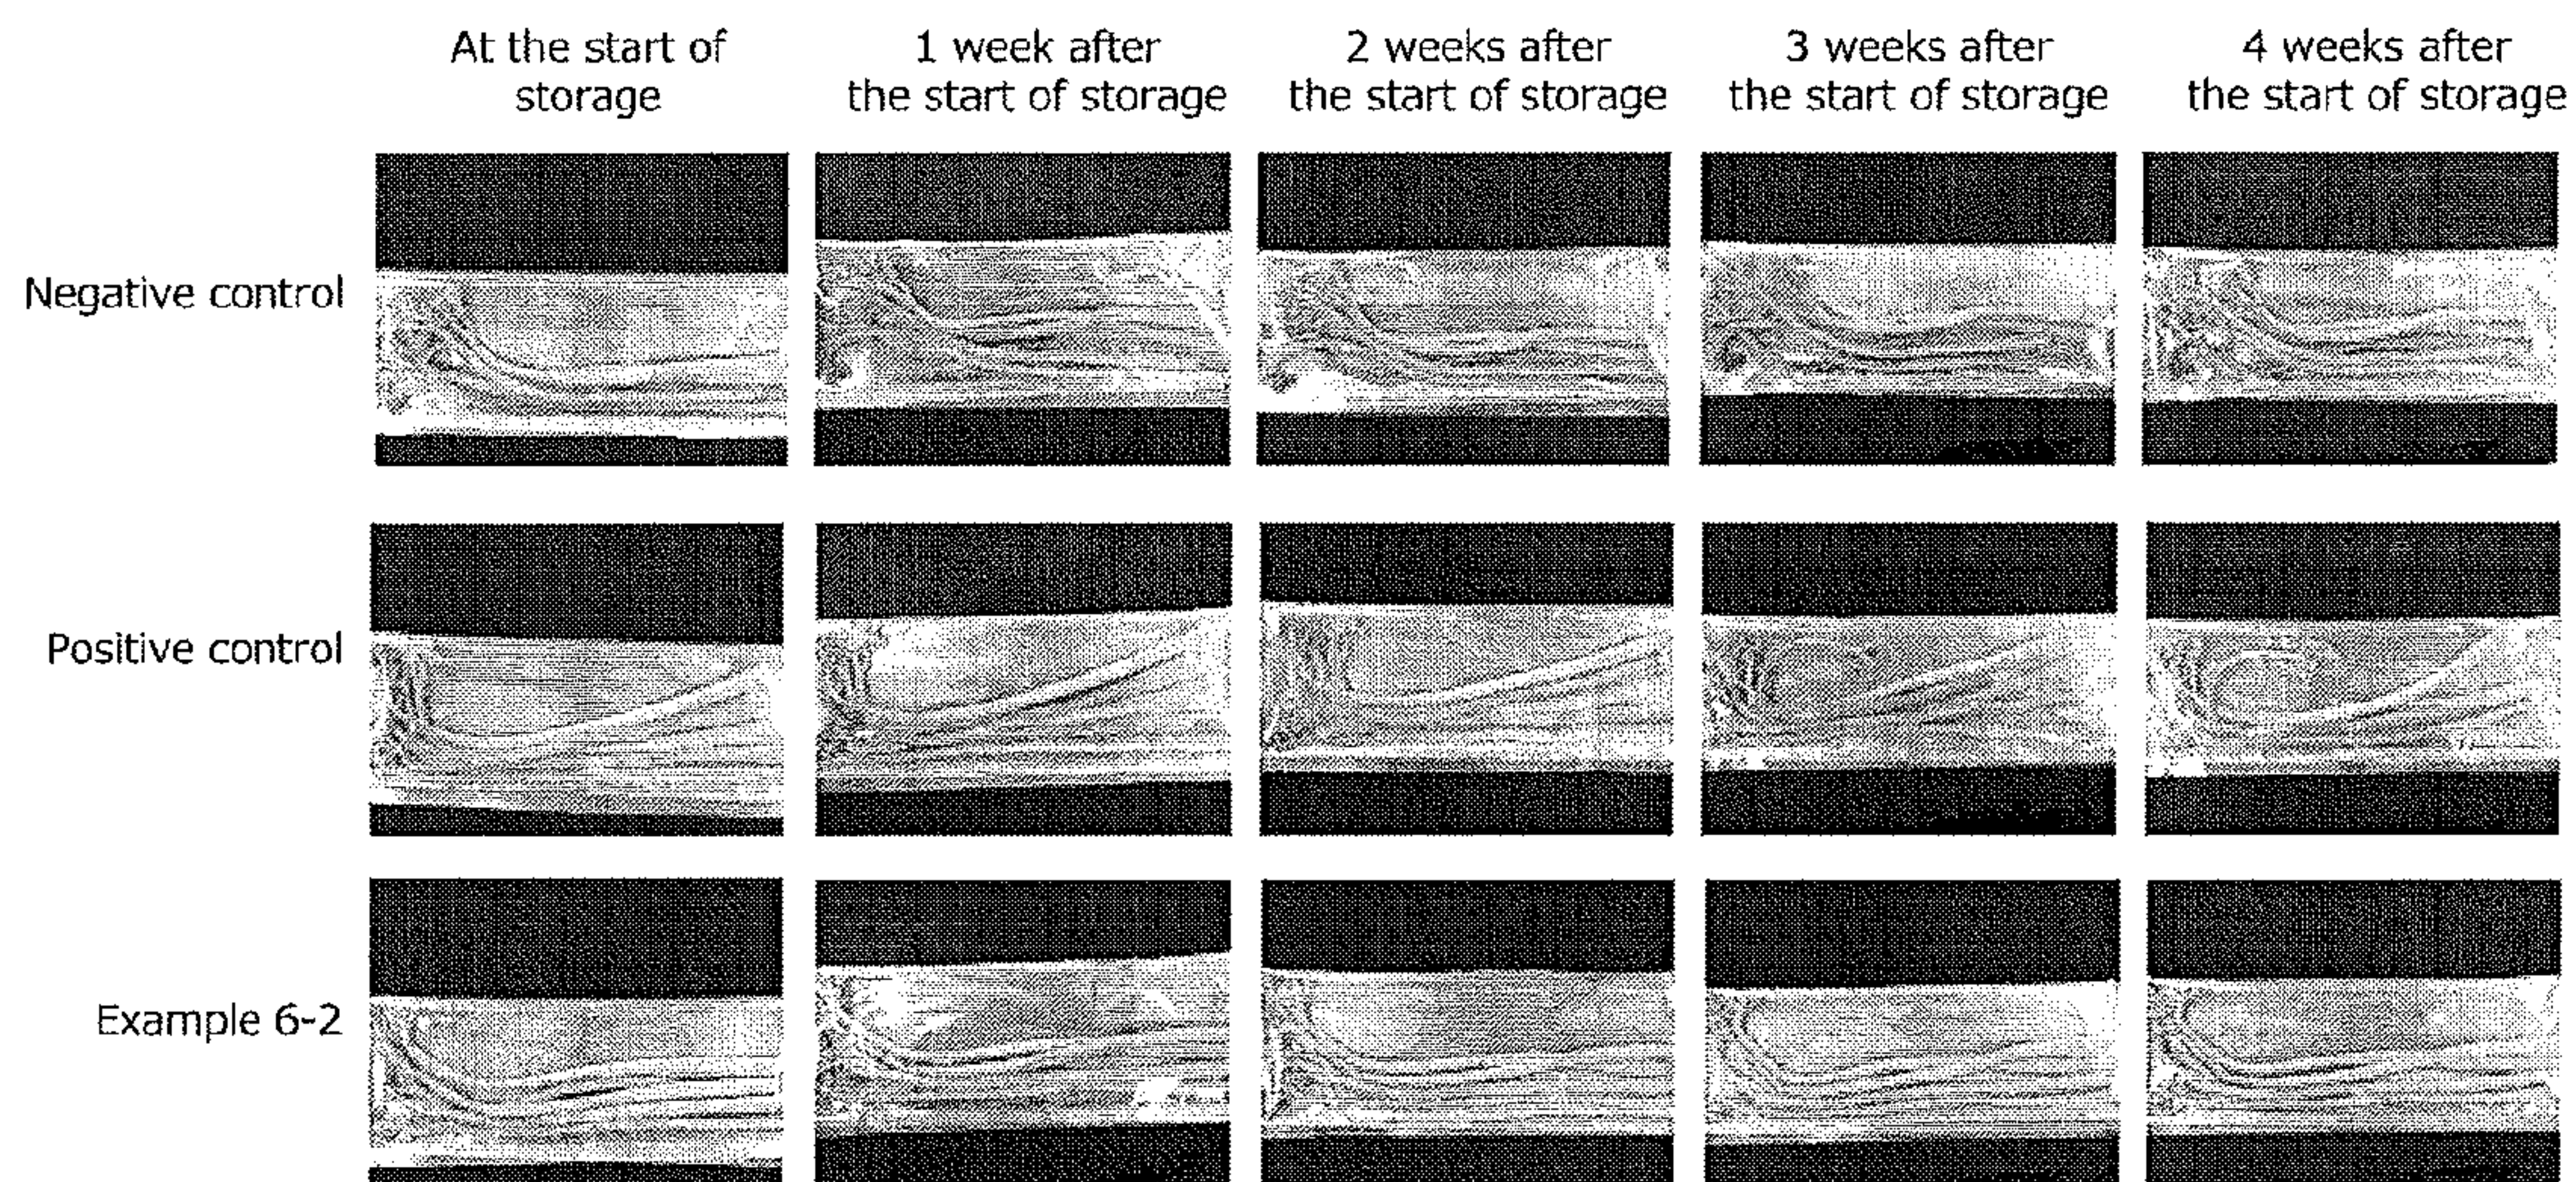 At the start of
storage
1 week after
the start of storage
2 weeks after
the start of storage
3 weeks after
the start of storage
4 weeks after
the start of storage
Negative control
Positive control
Example 6-2